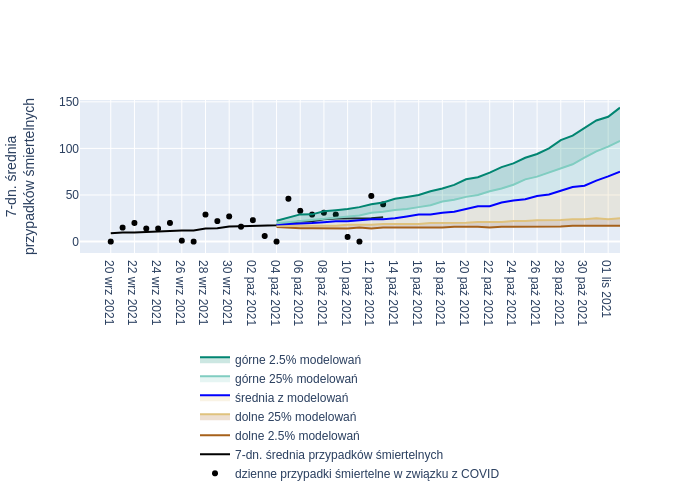 7-dn. średnia
przypadków śmiertelnych
150
100
50
0
20 wrz 2021
22 wrz 2021
24 wrz 2021
26 wrz 2021
28 wrz 2021
30 wrz 2021
02 paź 2021
04 paź 2021
06 paź 2021
08 paź 2021
10 paź 2021
12 paź 2021
14 paź 2021
16 paź 2021
18 paź 2021
20 paź 2021
22 paź 2021
24 paź 2021
26 paź 2021
28 paź 2021
30 paź 2021
01 lis 2021
górne 2.5% modelowań
górne 25% modelowań
średnia z modelowań
dolne 25% modelowań
dolne 2.5% modelowań
7-dn. średnia przypadków śmiertelnych
dzienne przypadki śmiertelne w związku z COVID